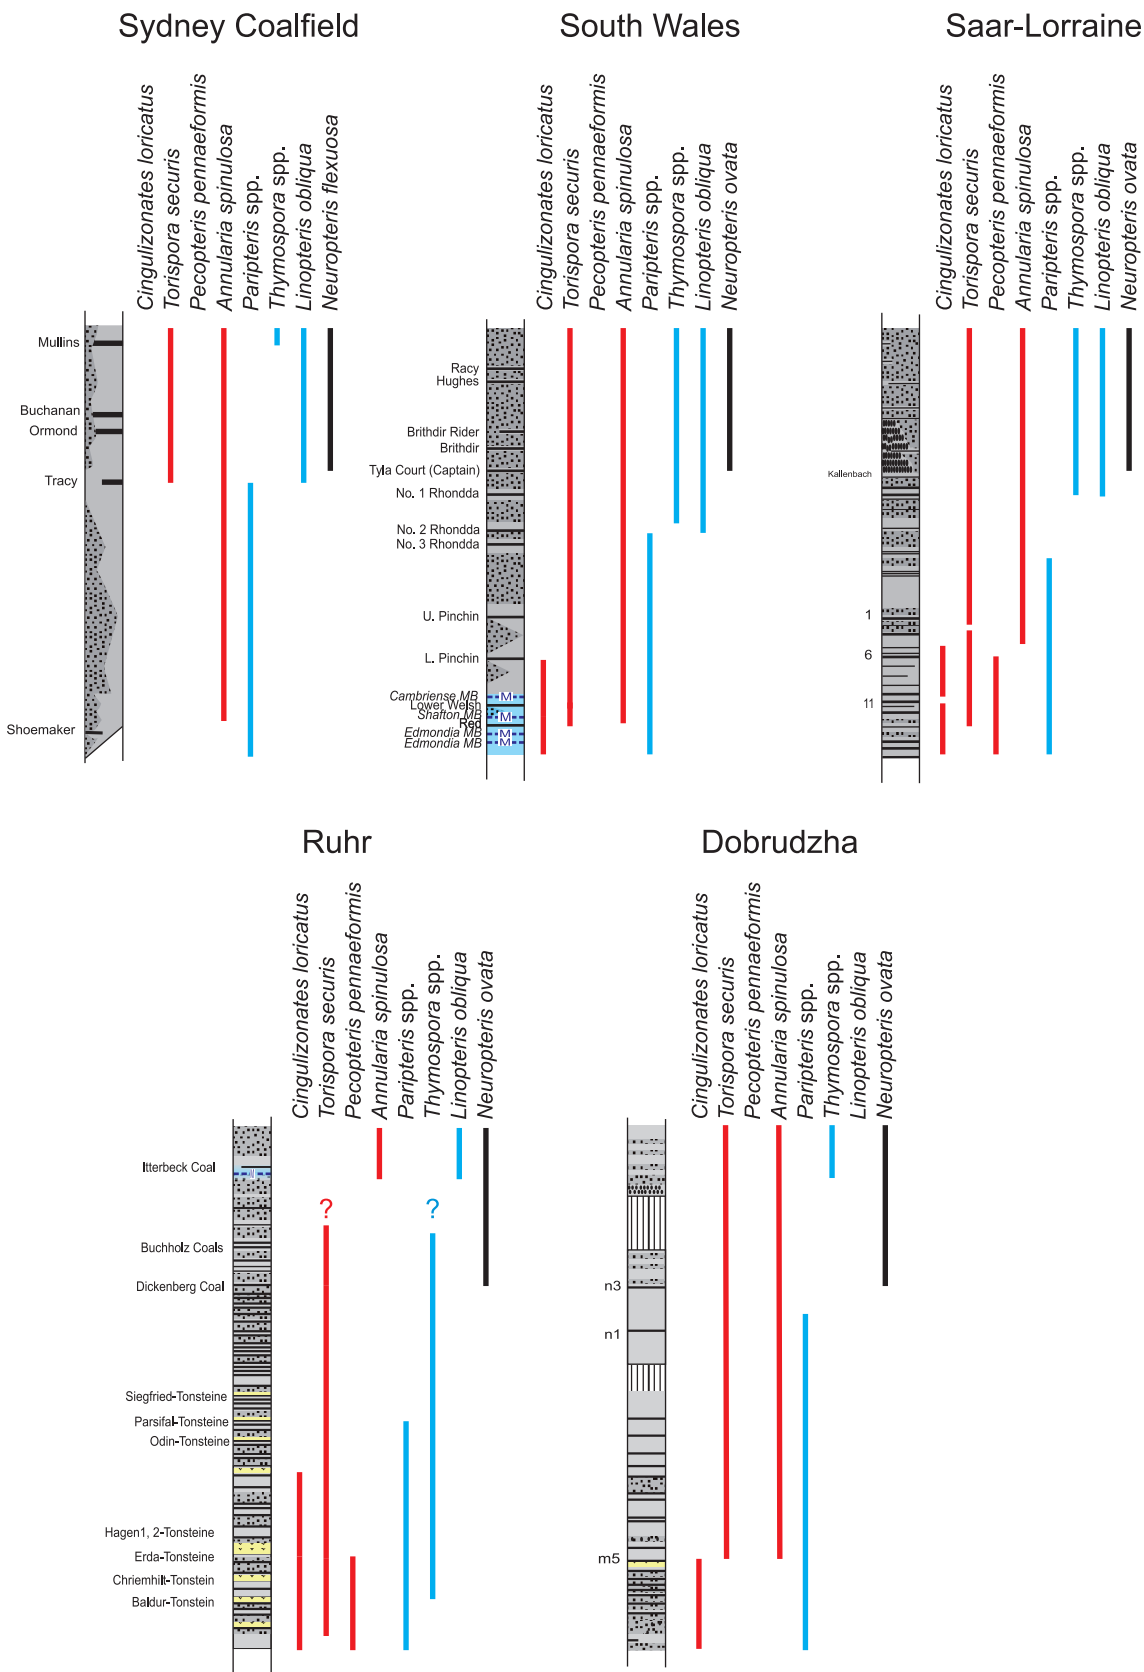 Sydney Coalfield
South Wales
Saar-Lorraine
Cingulizonates loricatus
Torispora securis
Pecopteris pennaeformis
Annularia spinulosa
Paripteris spp.
Thymospora spp.
Linopteris obliqua
Neuropteris flexuosa
Cingulizonates loricatus
Torispora securis
Pecopteris pennaeformis
Annularia spinulosa
Paripteris spp.
Thymospora spp.
Linopteris obliqua
Neuropteris ovata
Cingulizonates loricatus
Torispora securis
Pecopteris pennaeformis
Annularia spinulosa
Paripteris spp.
Thymospora spp.
Linopteris obliqua
Neuropteris ovata
Mullins
Buchanan
Ormond
Tracy
Shoemaker
Racy
Hughes
Brithdir Rider
Brithdir
Tyla Court (Captain)
No. 1 Rhondda
No. 2 Rhondda
No. 3 Rhondda
U. Pinchin
L. Pinchin
Cambriense MB
M
Lower Welsh
Shafton MB
M
Red
Edmondia MB
M
Edmondia MB
M
Kallenbach
1
6
11
Ruhr
Dobrudzha
Cingulizonates loricatus
Torispora securis
Pecopteris pennaeformis
Annularia spinulosa
Paripteris spp.
Thymospora spp.
Linopteris obliqua
Neuropteris ovata
Cingulizonates loricatus
Torispora securis
Pecopteris pennaeformis
Annularia spinulosa
Paripteris spp.
Thymospora spp.
Linopteris obliqua
Neuropteris ovata
Itterbeck Coal
? ?
Buchholz Coals
Dickenberg Coal
Siegfried-Tonsteine
Parsifal-Tonsteine
Odin-Tonsteine
Hagen1, 2-Tonsteine
Erda-Tonsteine
Chriemhilt-Tonstein
Baldur-Tonstein
n3
n1
m5